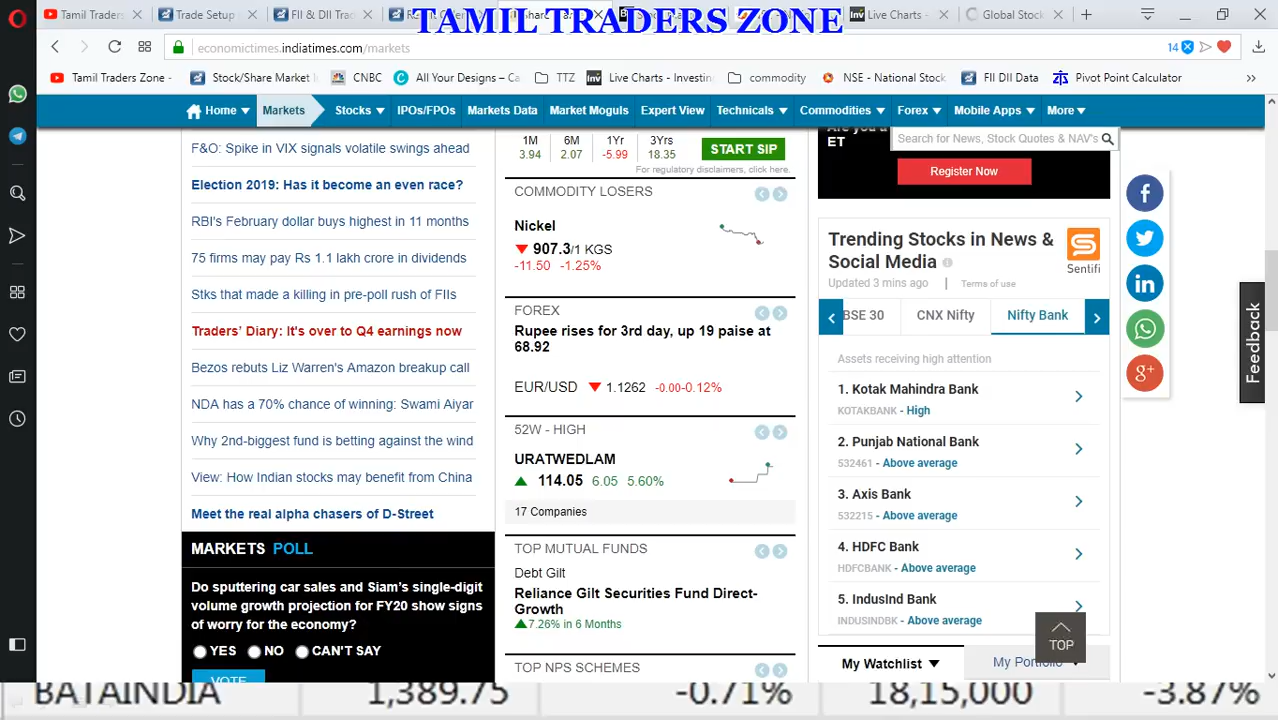 Tamil Traders
Trade Setup
FII & DII Trad
Live Charts -
Global Stock
TAMIL TRADERS ZONE
economictimes.indiatimes.com/markets
14
Tamil Traders Zone -
Stock/Share Market I
CNBC
All Your Designs – Ca
TTZ
Live Charts - Investing
commodity
NSE - National Stock
FII DII Data
Pivot Point Calculator
Home
Markets
Stocks
IPOs/FPOs
Markets Data
Market Moguls
Expert View
Technicals
Commodities
Forex
Mobile Apps
More
F&O: Spike in VIX signals volatile swings ahead
Election 2019: Has it become an even race?
RBI's February dollar buys highest in 11 months
75 firms may pay Rs 1.1 lakh crore in dividends
Stks that made a killing in pre-poll rush of FIIs
Traders' Diary: It's over to Q4 earnings now
Bezos rebuts Liz Warren's Amazon breakup call
NDA has a 70% chance of winning: Swami Aiyar
Why 2nd-biggest fund is betting against the wind
View: How Indian stocks may benefit from China
Meet the real alpha chasers of D-Street
MARKETS POLL
Do sputtering car sales and Siam's single-digit
volume growth projection for FY20 show signs
of worry for the economy?
YES NO CAN'T SAY
VOTE
1M 6M 1Yr 3Yrs
3.94 2.07 -5.99 18.35
START SIP
For regulatory disclaimers, click here.
COMMODITY LOSERS
Nickel
907.3/1 KGS
-11.50 -1.25%
FOREX
Rupee rises for 3rd day, up 19 paise at
68.92
EUR/USD 1.1262 -0.00-0.12%
52W - HIGH
URATWEDLAM
114.05 6.05 5.60%
17 Companies
TOP MUTUAL FUNDS
Debt Gilt
Reliance Gilt Securities Fund Direct-
Growth
7.26% in 6 Months
TOP NPS SCHEMES
Are you a
ET
Search for News, Stock Quotes & NAV's
Register Now
Trending Stocks in News &
Social Media
Sentifi
Updated 3 mins ago | Terms of use
BSE 30 CNX Nifty Nifty Bank
Assets receiving high attention
1. Kotak Mahindra Bank
KOTAKBANK - High
2. Punjab National Bank
532461 - Above average
3. Axis Bank
532215 - Above average
4. HDFC Bank
HDFCBANK - Above average
5. IndusInd Bank
INDUSINDBK - Above average
TOP
My Watchlist
My Portfolio
Feedback
BATAINDIA 1,389.75 -0.71% 18,15,000 -3.87%